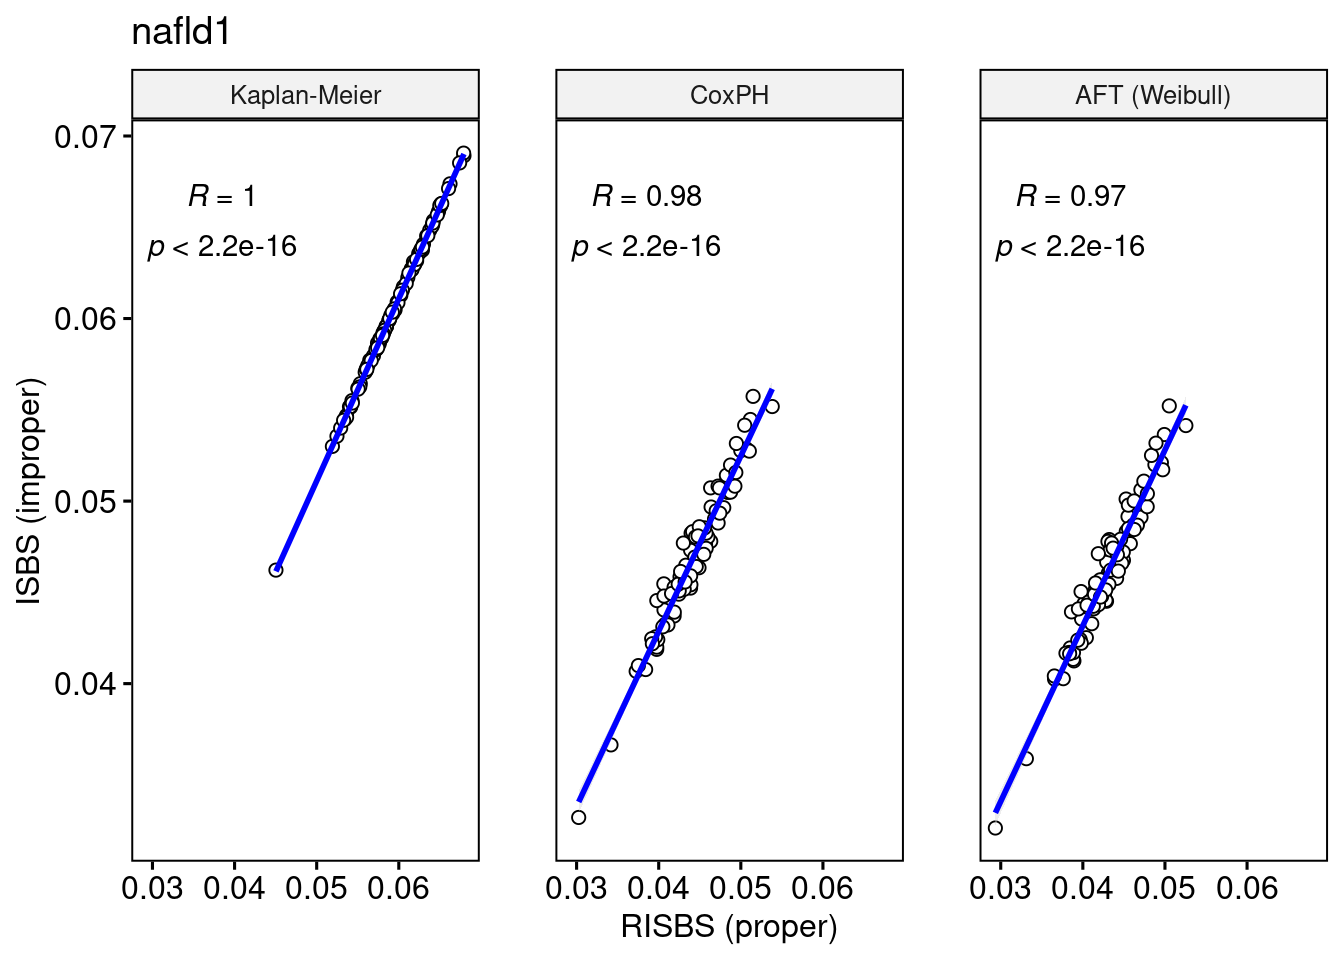 nafld1
Kaplan-Meier
CoxPH
AFT (Weibull)
R = 1
p < 2.2e-16
R = 0.98
p < 2.2e-16
R = 0.97
p < 2.2e-16
0.07
0.06
0.05
0.04
ISBS (improper)
0.03 0.04 0.05 0.06
0.03 0.04 0.05 0.06
0.03 0.04 0.05 0.06
RISBS (proper)